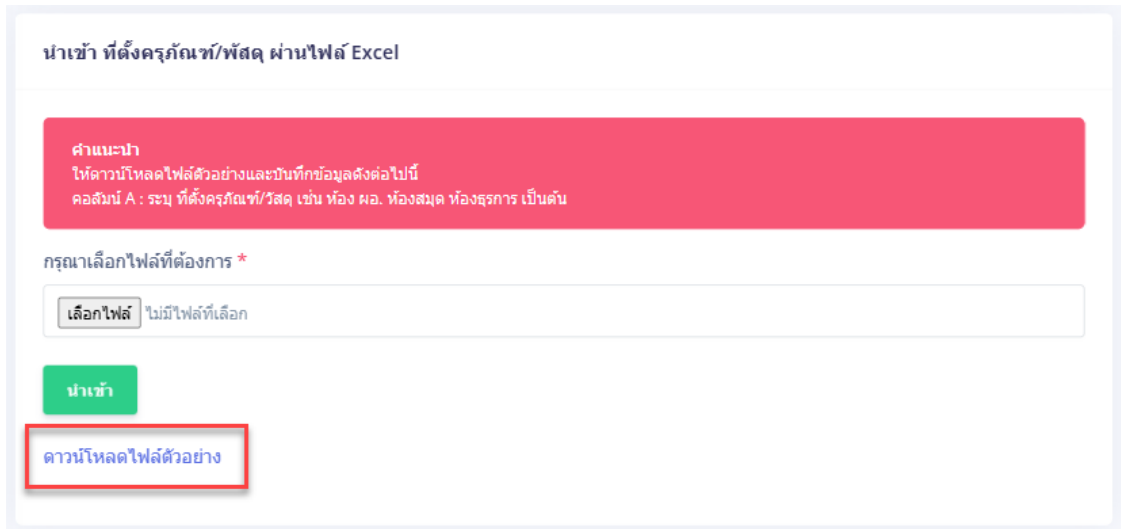 นำเข้า ที่ตั้งครุภัณฑ์/พัสดุ ผ่านไฟล์ Excel
คำแนะนำ
ให้ดาวน์โหลดไฟล์ตัวอย่างและบันทึกข้อมูลดังต่อไปนี้
คอลัมน์ A : ระบุ ที่ตั้งครุภัณฑ์/วัสดุ เช่น ห้อง ผอ. ห้องสมุด ห้องธุรการ เป็นต้น
กรุณาเลือกไฟล์ที่ต้องการ *
เลือกไฟล์ ไม่มีไฟล์ที่เลือก
นำเข้า
ดาวน์โหลดไฟล์ตัวอย่าง